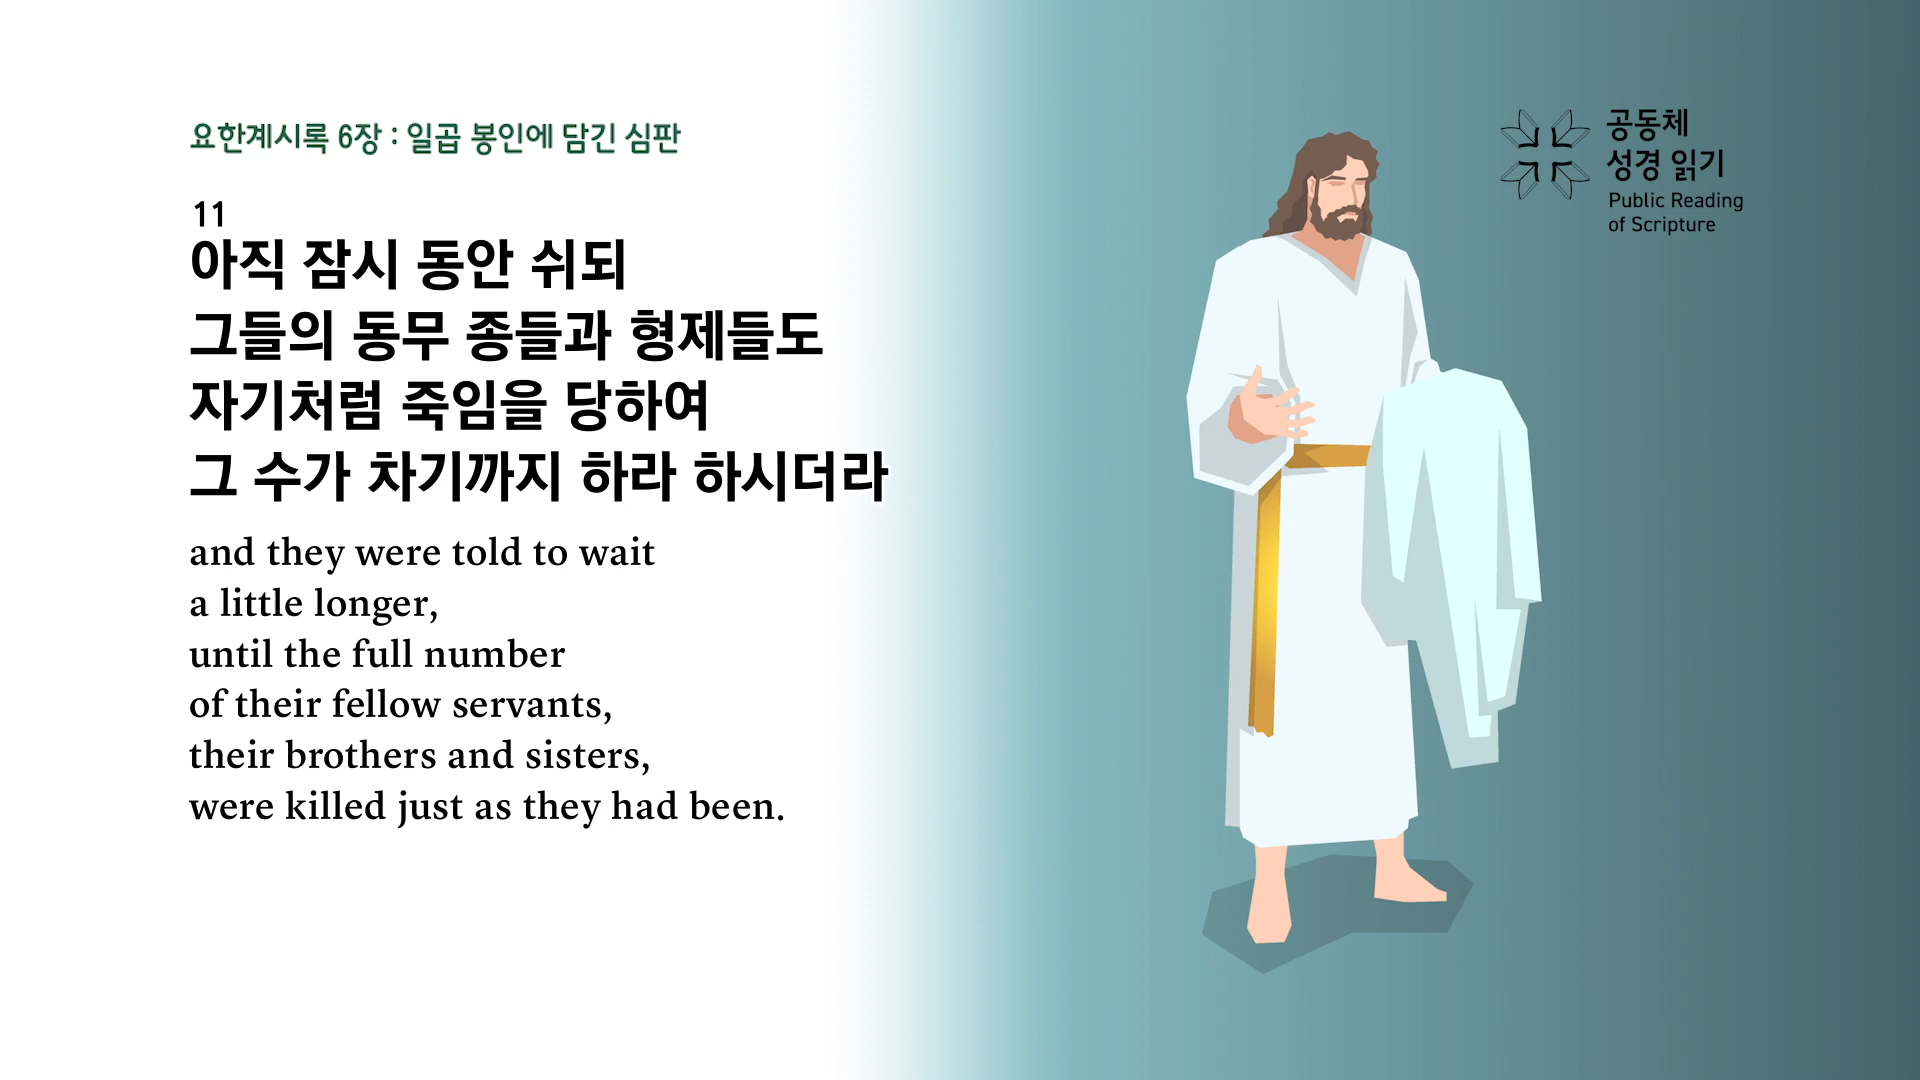 요한계시록 6장 : 일곱 봉인에 담긴 심판
11
아직 잠시 동안 쉬되
그들의 동무 종들과 형제들도
자기처럼 죽임을 당하여
그 수가 차기까지 하라 하시더라
and they were told to wait
a little longer,
until the full number
of their fellow servants,
their brothers and sisters,
were killed just as they had been.
공동체
성경 읽기
Public Reading
of Scripture